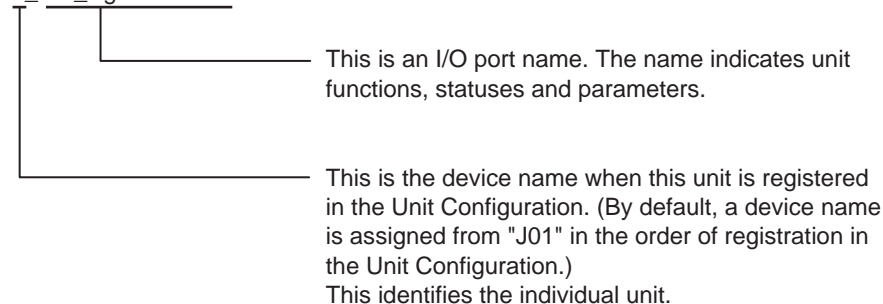 This is an I/O port name. The name indicates unit
functions, statuses and parameters.
This is the device name when this unit is registered
in the Unit Configuration. (By default, a device name
is assigned from "J01" in the order of registration in
the Unit Configuration.)
This identifies the individual unit.